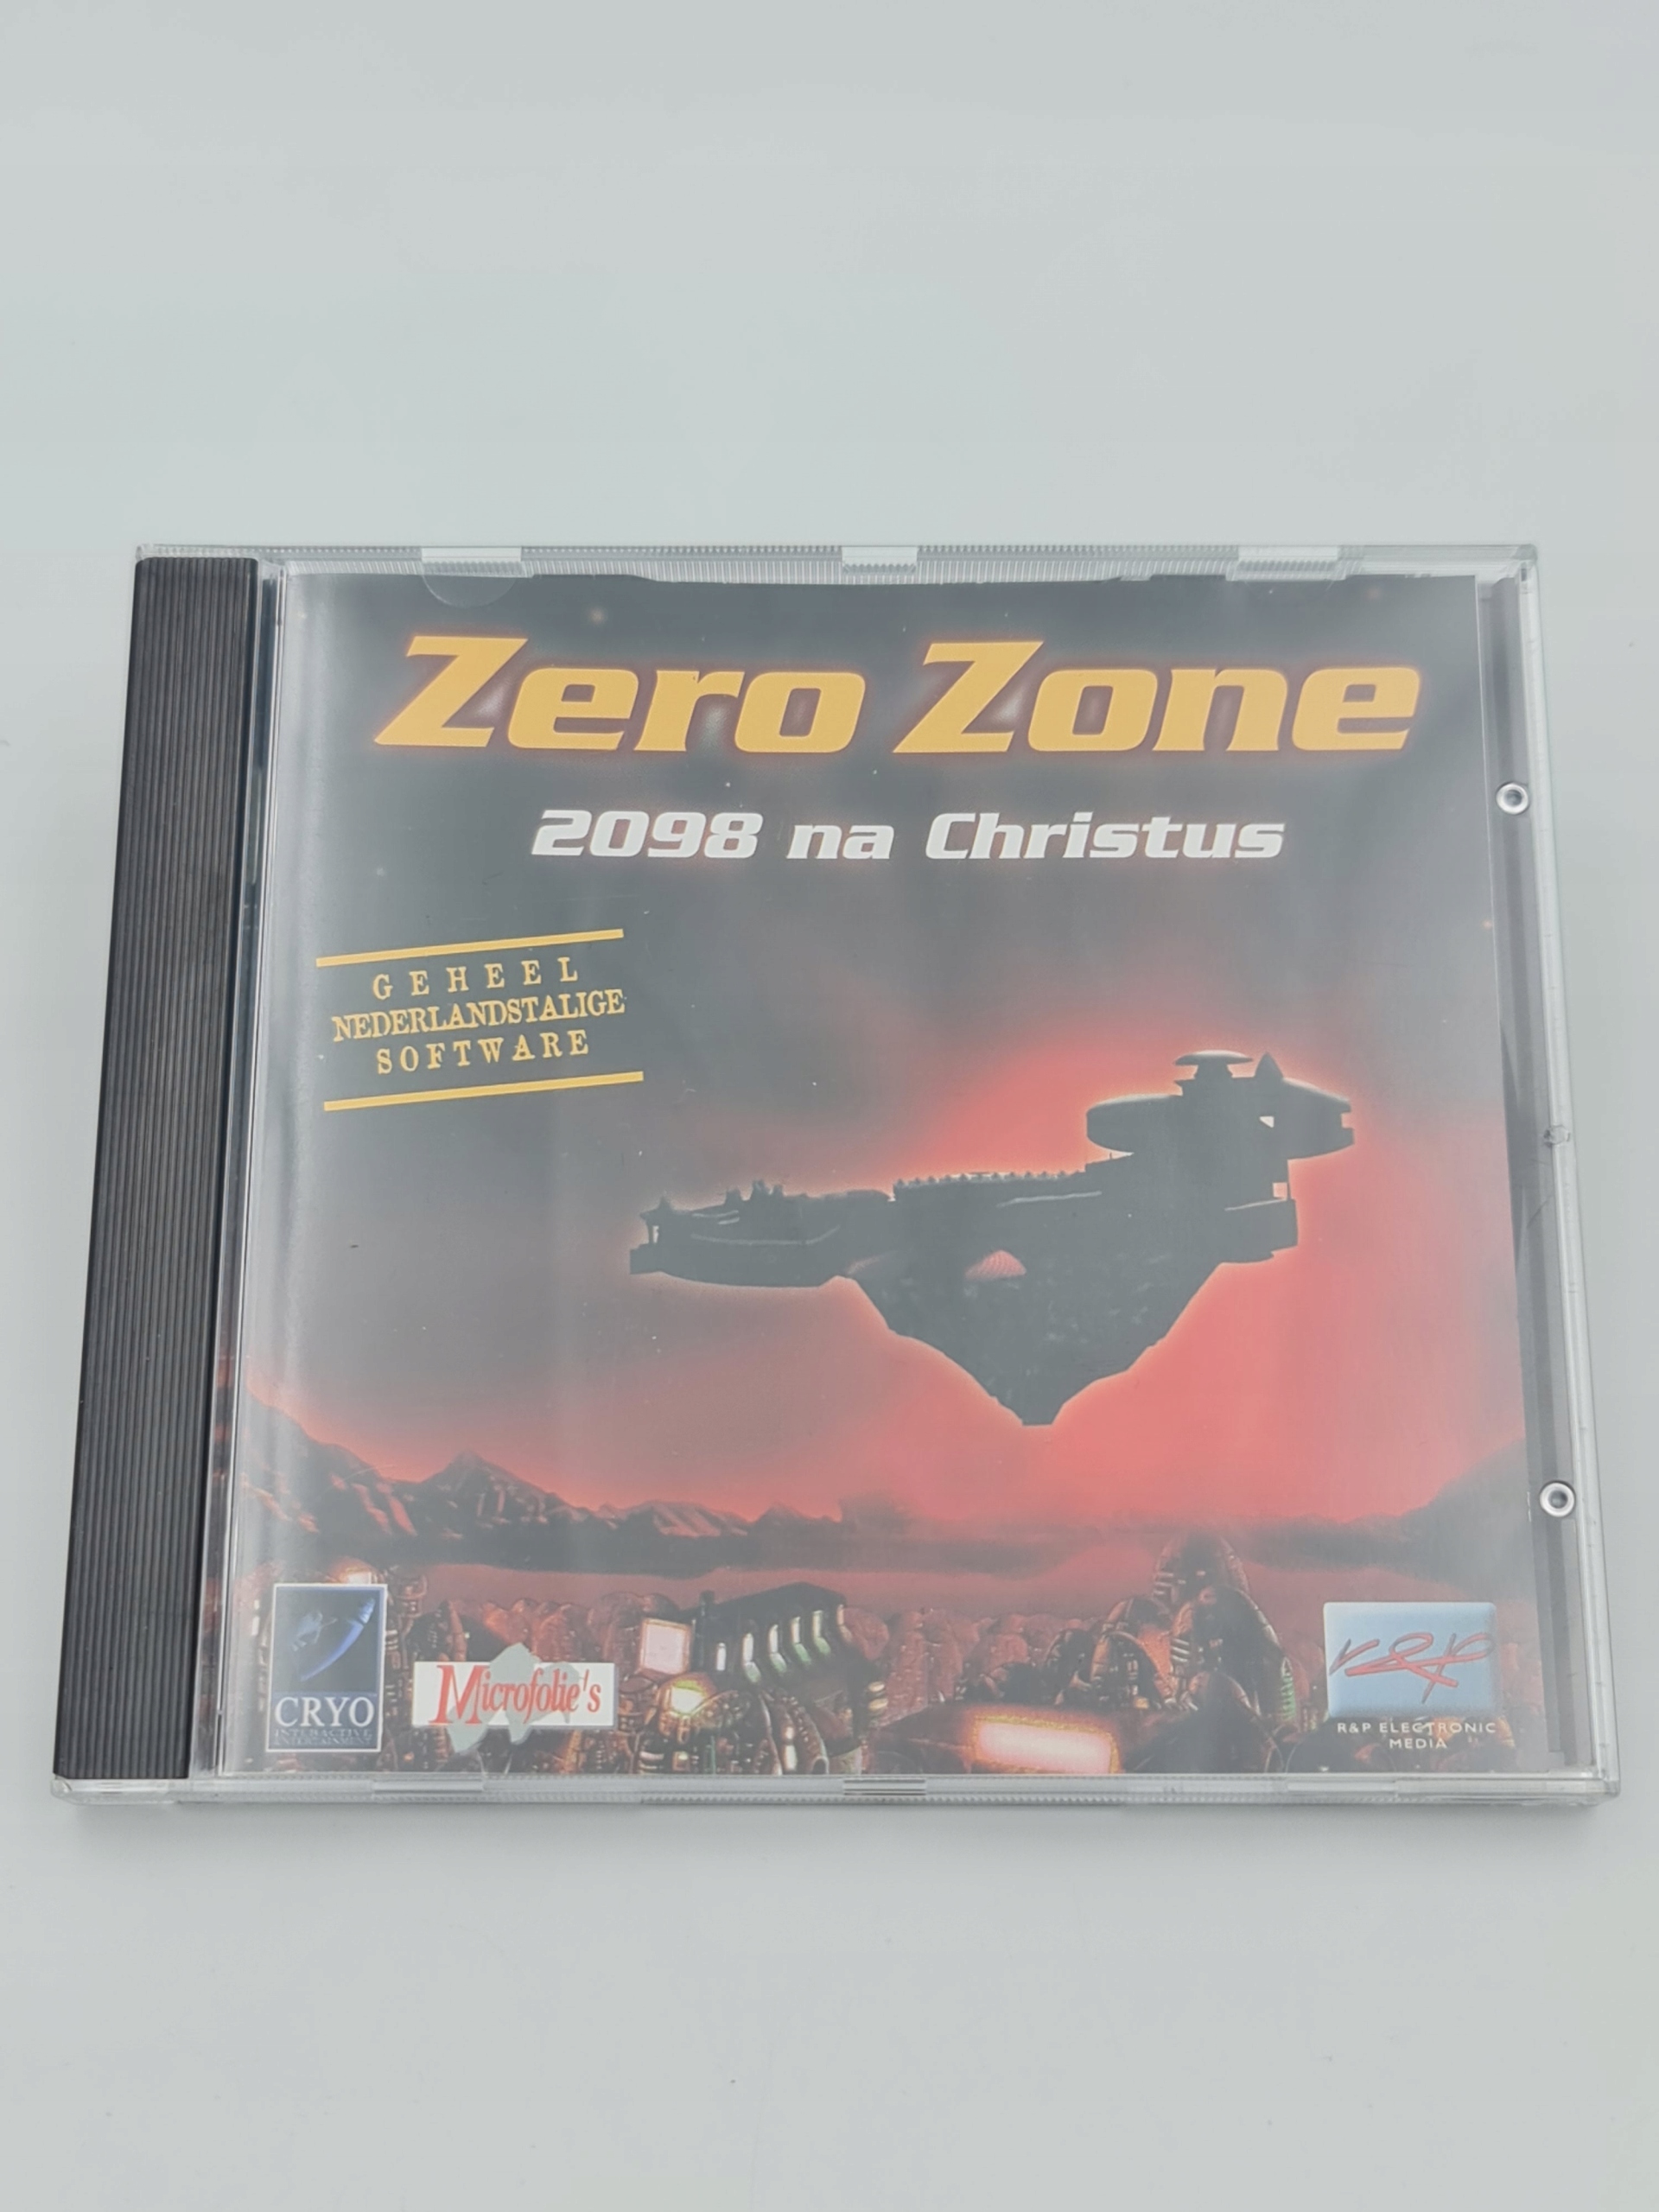 Zero Zone
2098 na Christus
GEHEEL
NEDERLANDSTALIGE
SOFTWARE
CRYO
INTERACTIVE
ENTERTAINMENT
Microfolie's
r&p
R&P ELECTRONIC
MEDIA